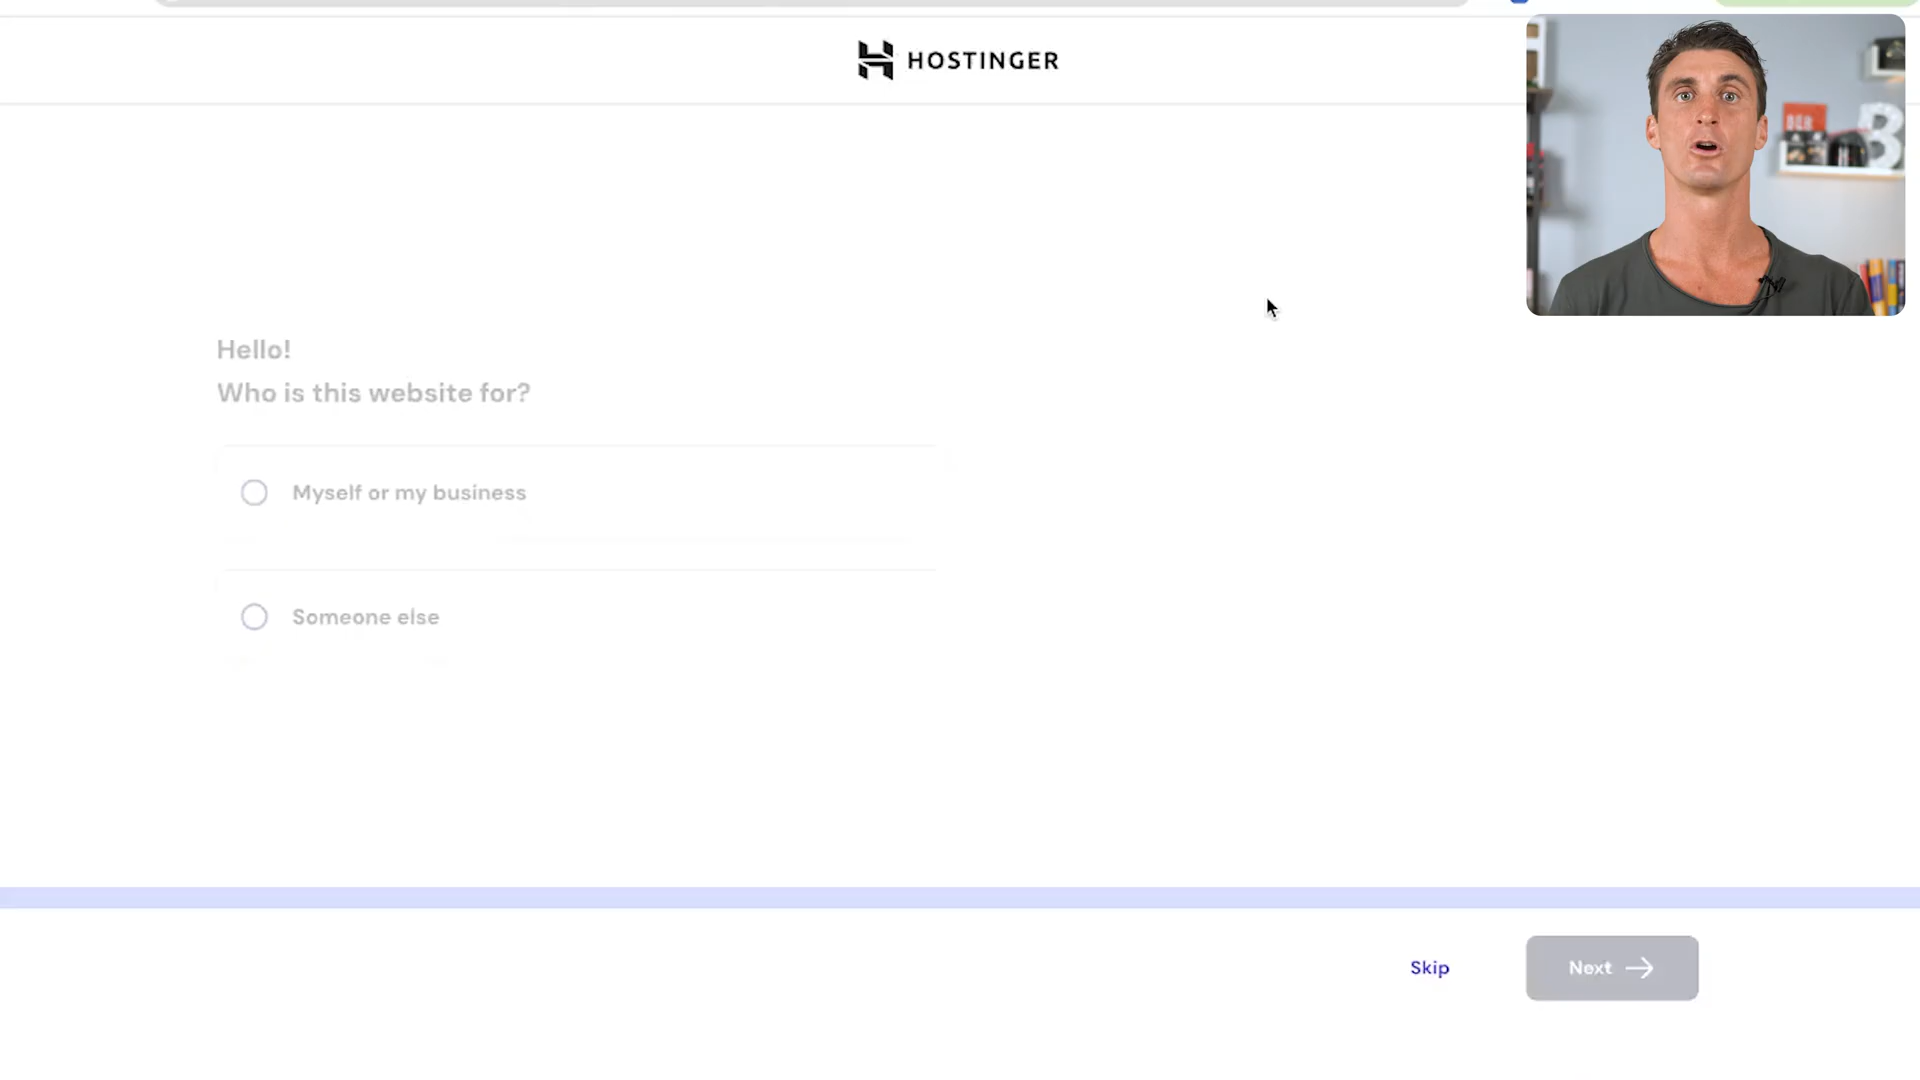 HOSTINGER
Hello!
Who is this website for?
Myself or my business
Someone else
Skip
Next
B